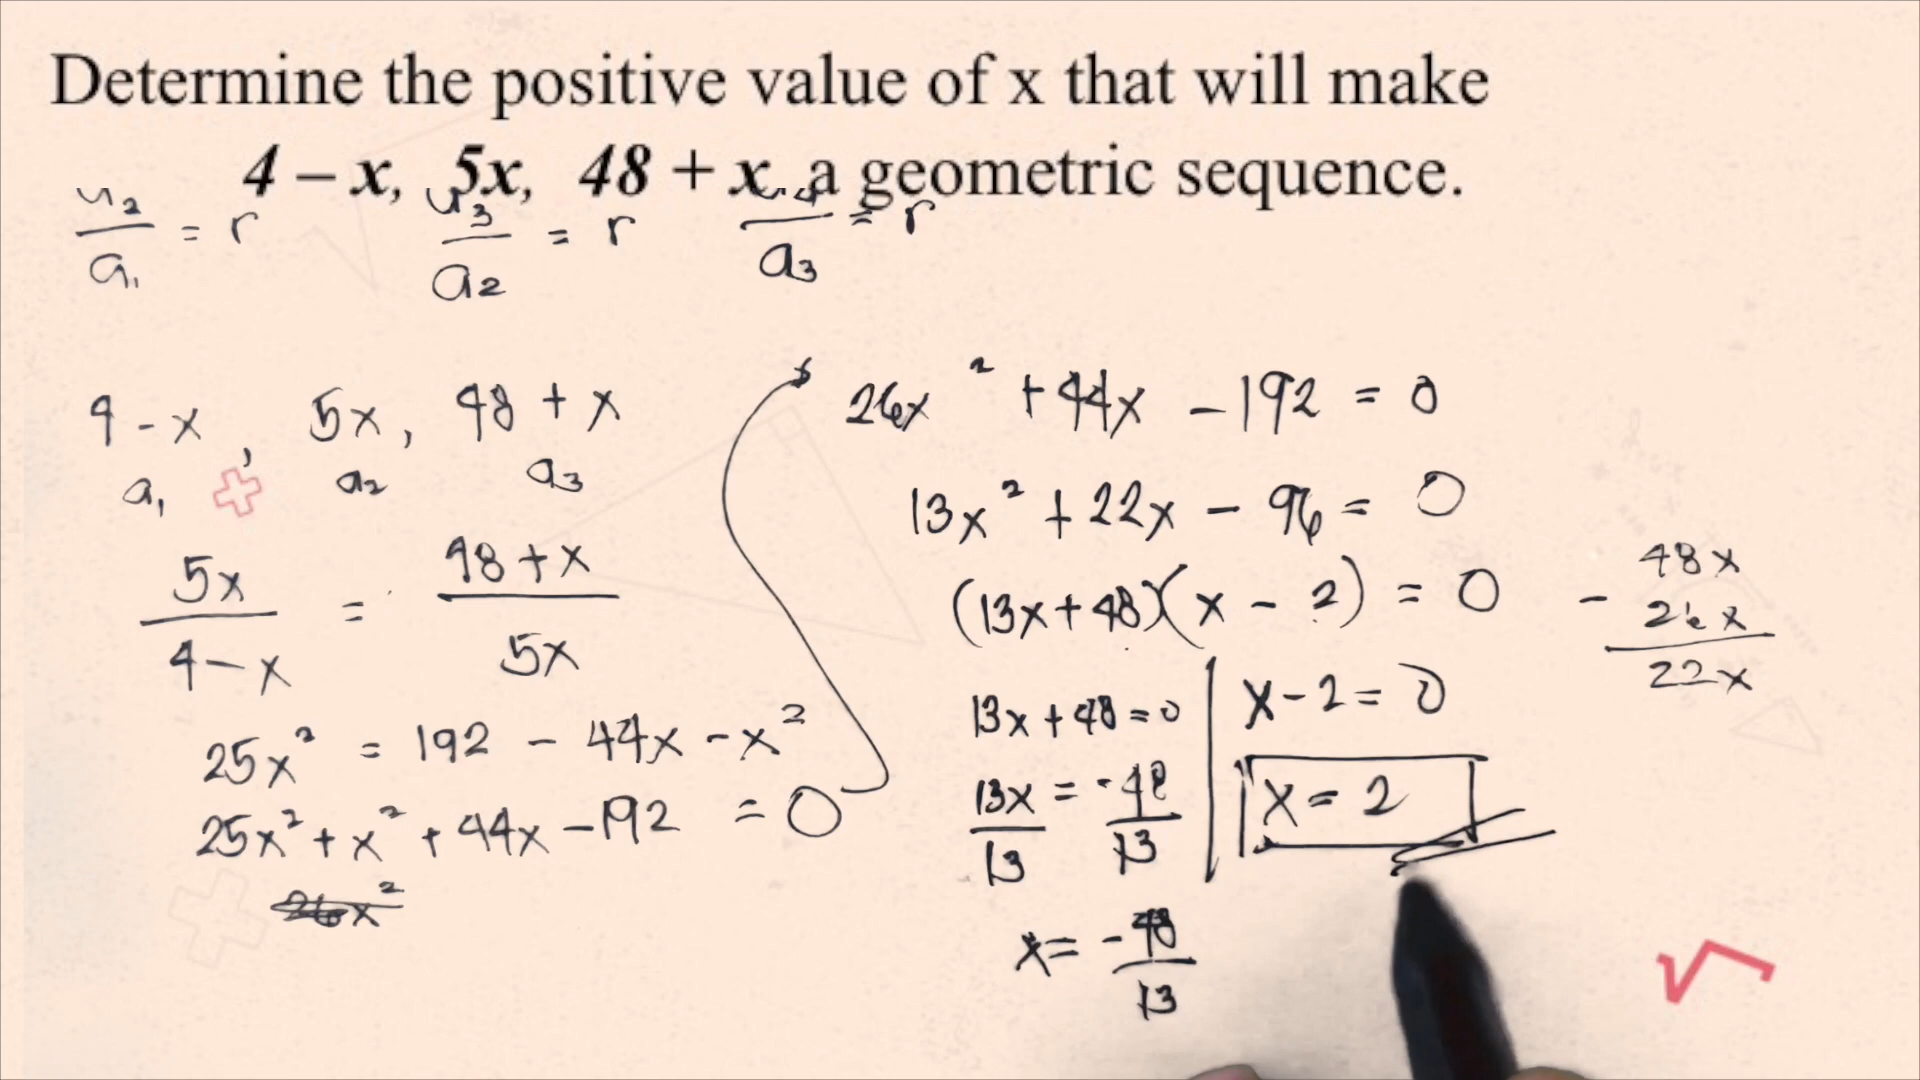 Determine the positive value of x that will make
4 – x, 5x, 48 + x a geometric sequence.
a₂/a₁ = r   a₃/a₂ = r   a₄/a₃ = r
4 - x, 5x, 48 + x
a₁ a₂ a₃
5x/(4 - x) = (48 + x)/5x
25x² = 192 - 44x - x²
25x² + x² + 44x - 192 = 0
26x²
26x² + 44x - 192 = 0
13x² + 22x - 96 = 0
(13x + 48)(x - 2) = 0
13x + 48 = 0
13x/13 = -48/13
x = -48/13
x - 2 = 0
x = 2
48x
- 26x
22x